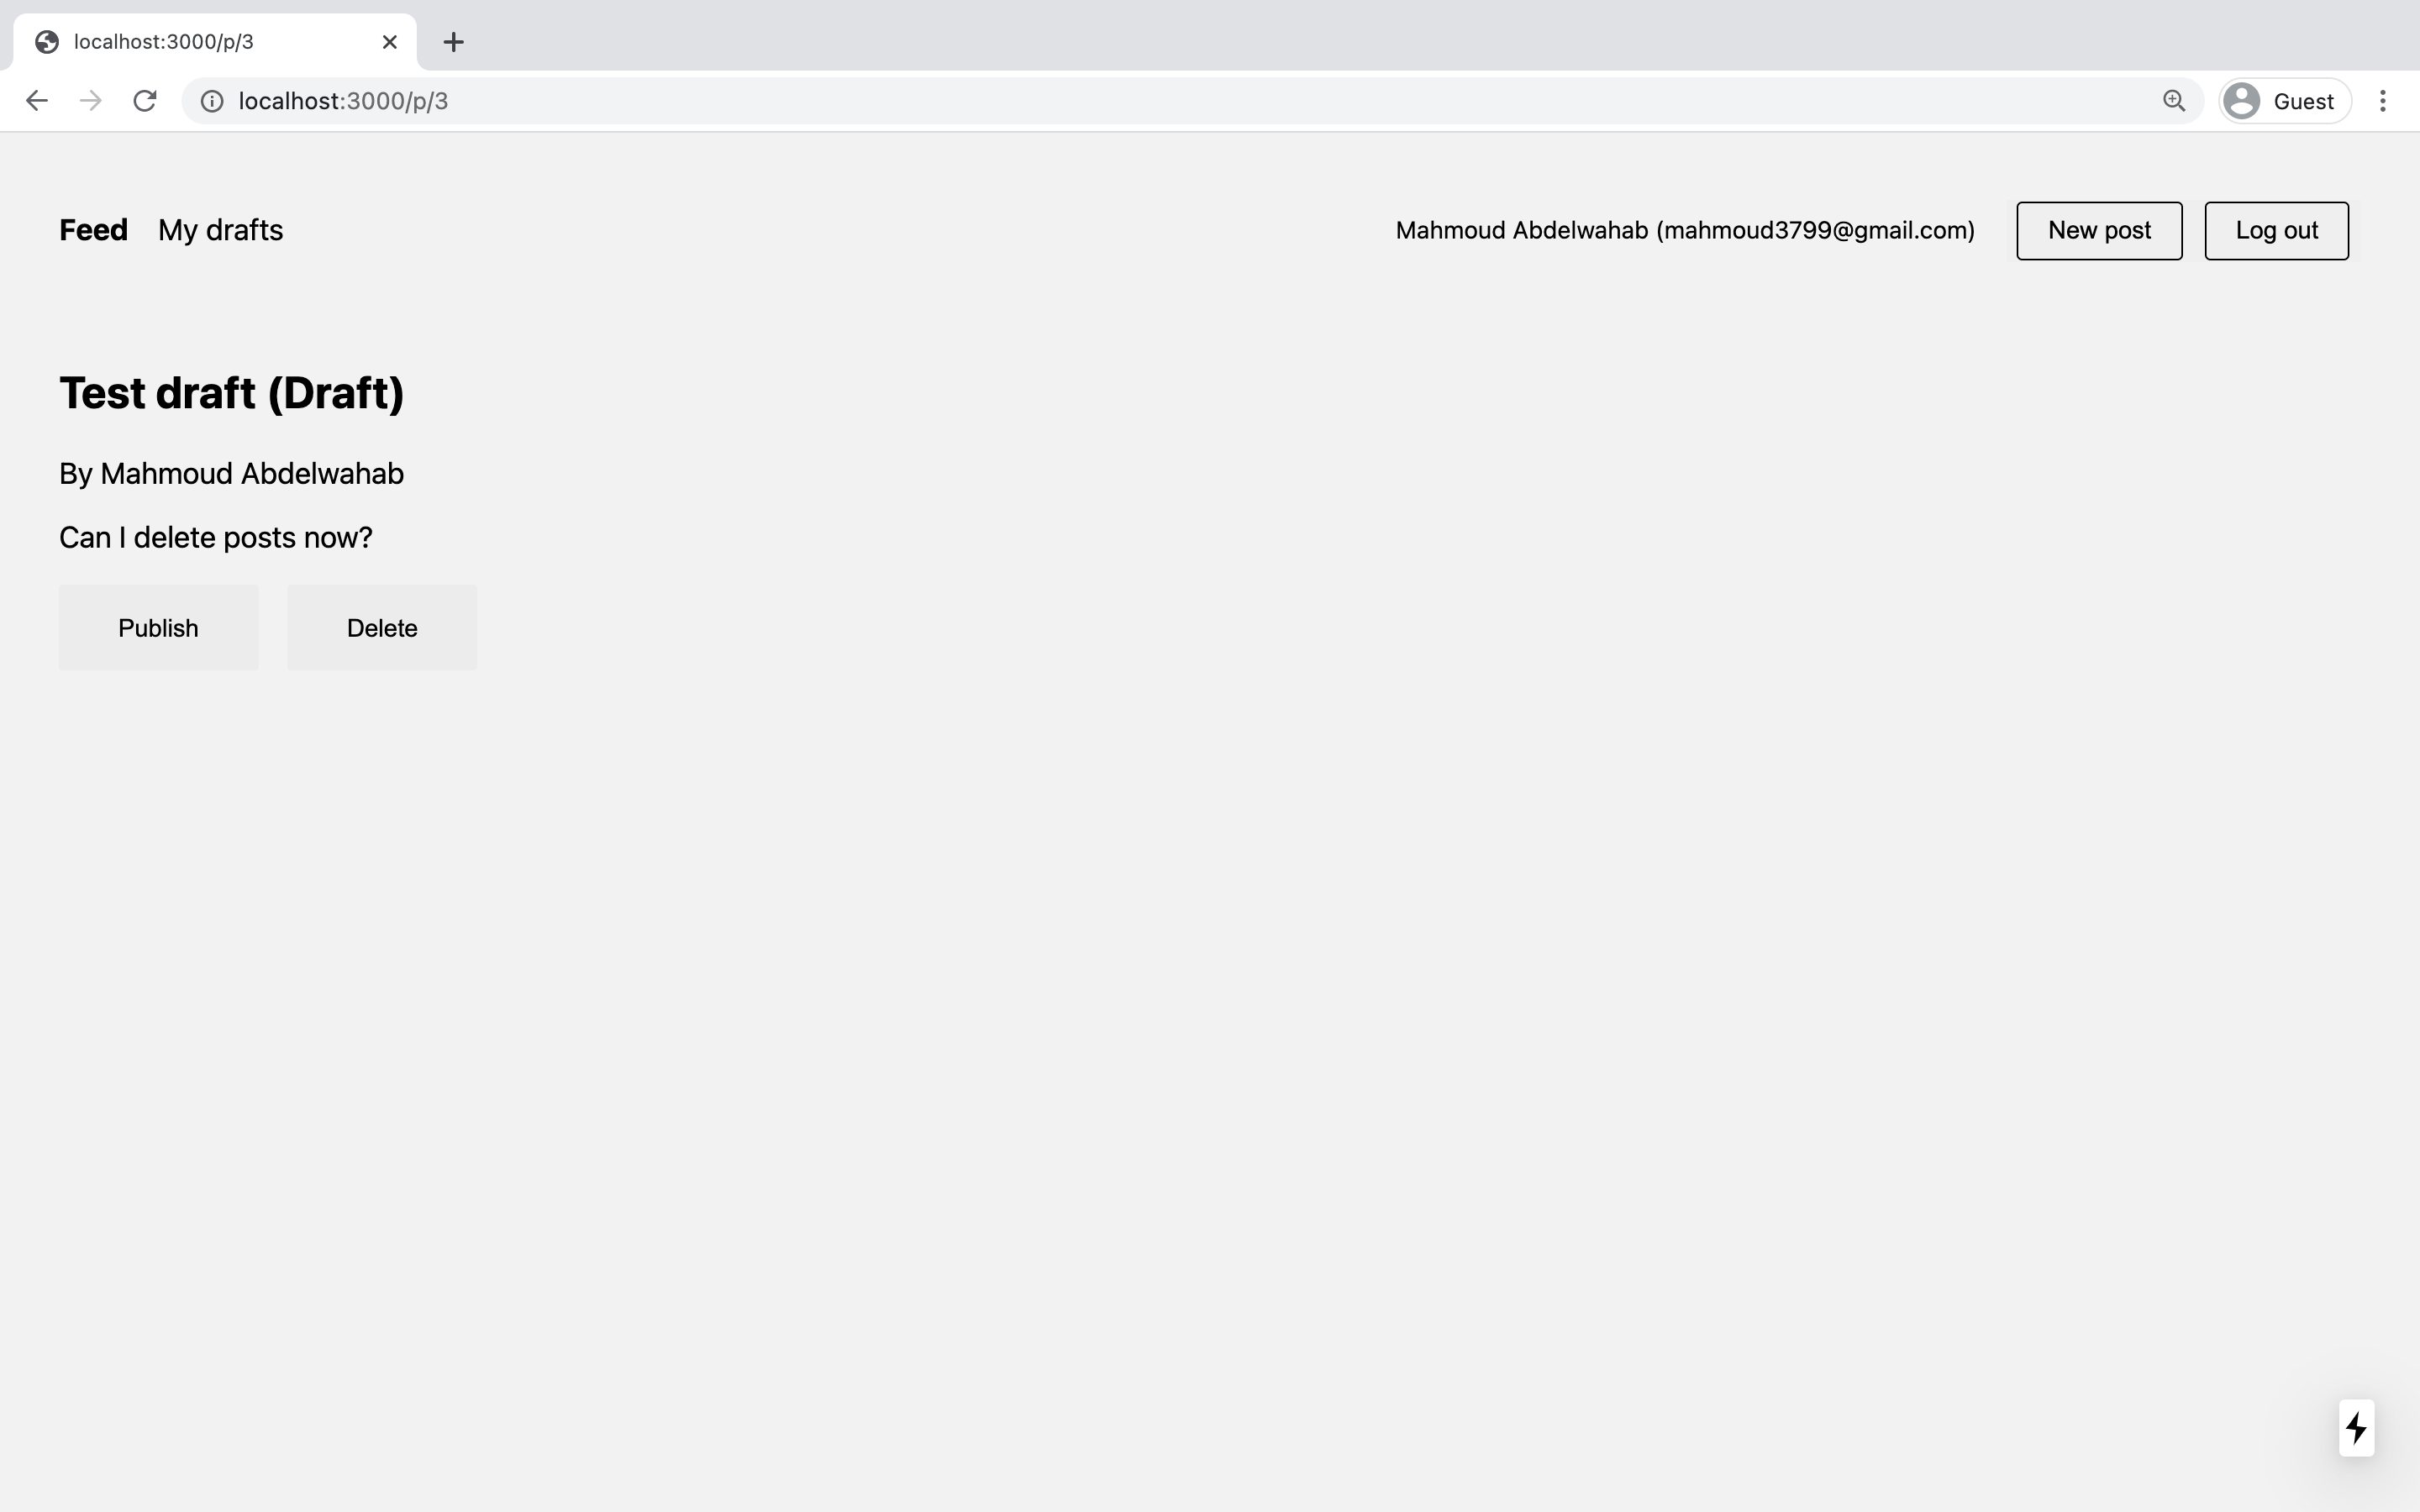 localhost:3000/p/3
localhost:3000/p/3
Guest
Feed My drafts Mahmoud Abdelwahab (mahmoud3799@gmail.com) New post Log out
Test draft (Draft)
By Mahmoud Abdelwahab
Can I delete posts now?
Publish Delete